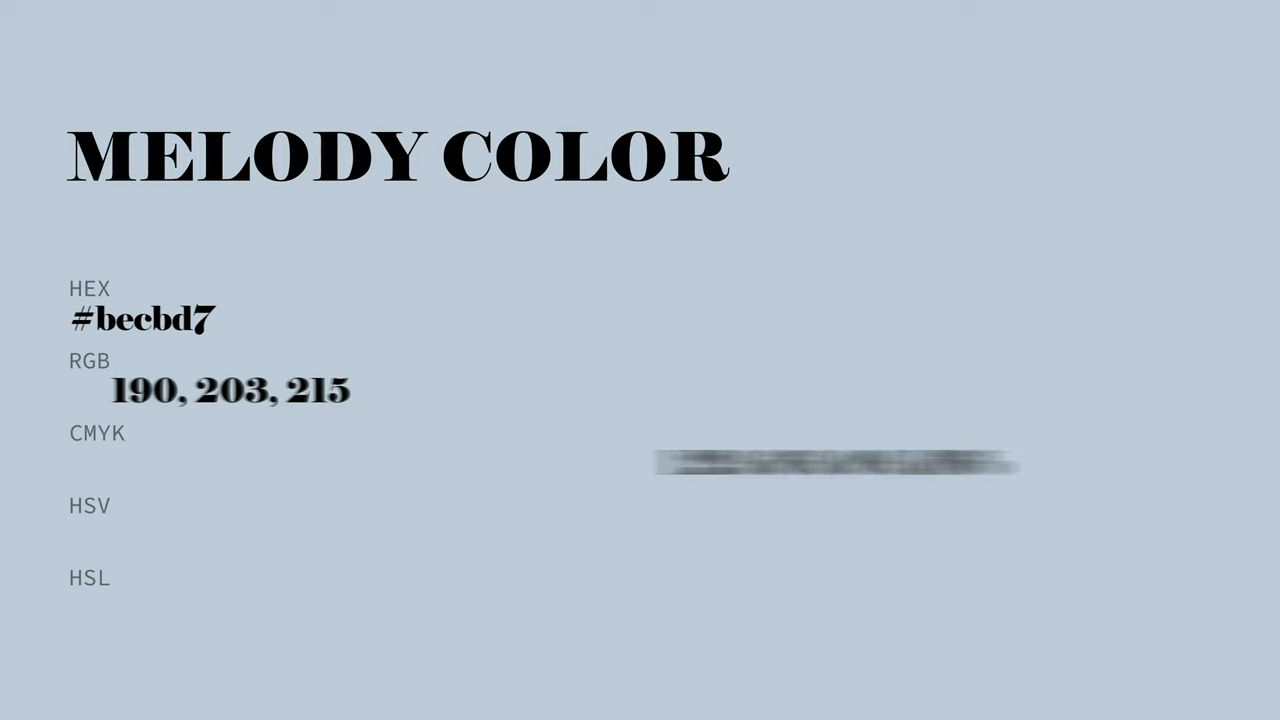 MELODY COLOR
HEX
#becbd7
RGB
190, 203, 215
CMYK
HSV
HSL